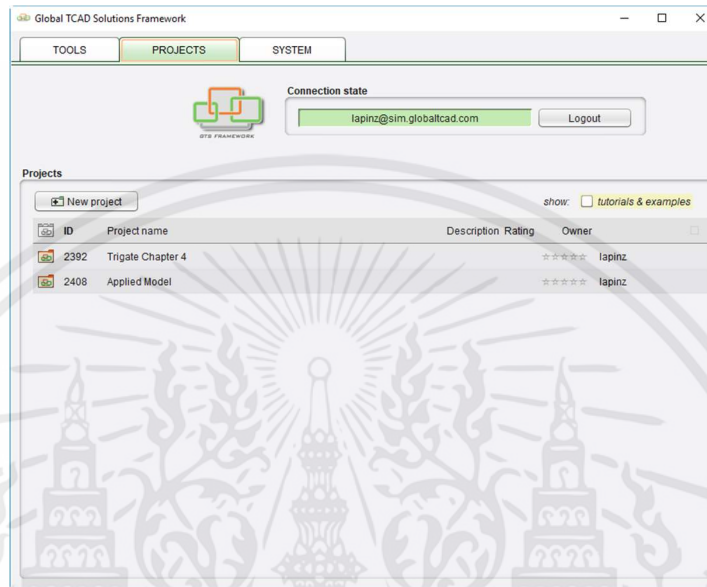 Global TCAD Solutions Framework
TOOLS PROJECTS SYSTEM
GTS FRAMEWORK
Connection state
lapinz@sim.globaltcad.com Logout
Projects
New project show: tutorials & examples
ID Project name Description Rating Owner
2392 Trigate Chapter 4 lapinz
2408 Applied Model lapinz